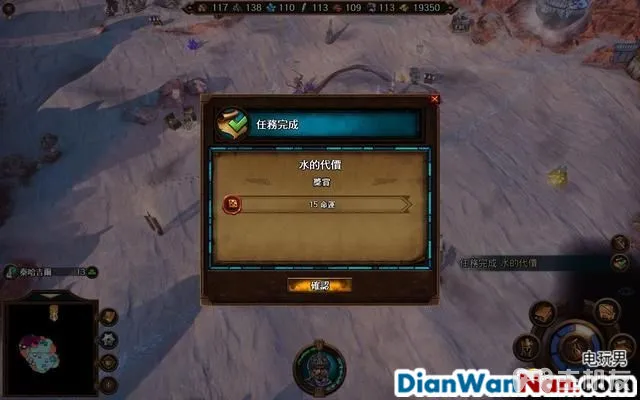 117 138 110 113 109 113 19350
任務完成
水的代價
獎賞
15 命運
任務完成 水的代價
泰哈吉爾 13
確認
电玩男
DianWanNan.com